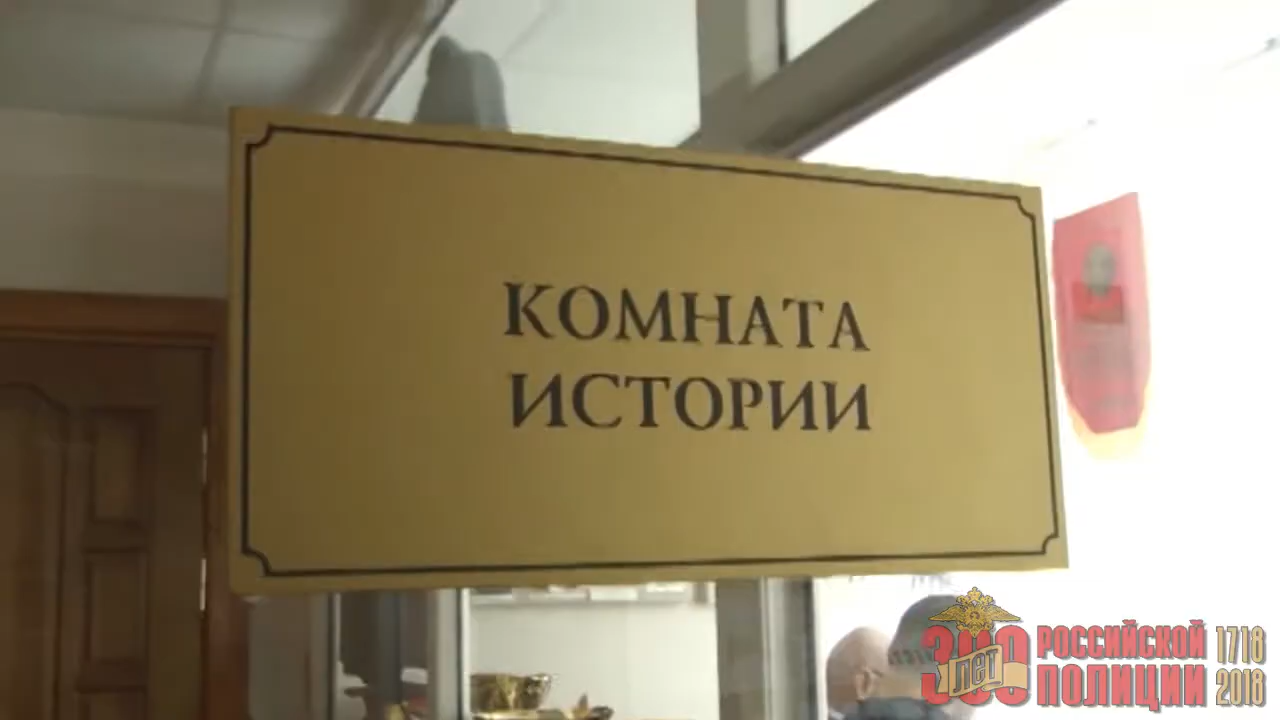 КОМНАТА
ИСТОРИИ
300 лет
РОССИЙСКОЙ
ПОЛИЦИИ
1718
2018